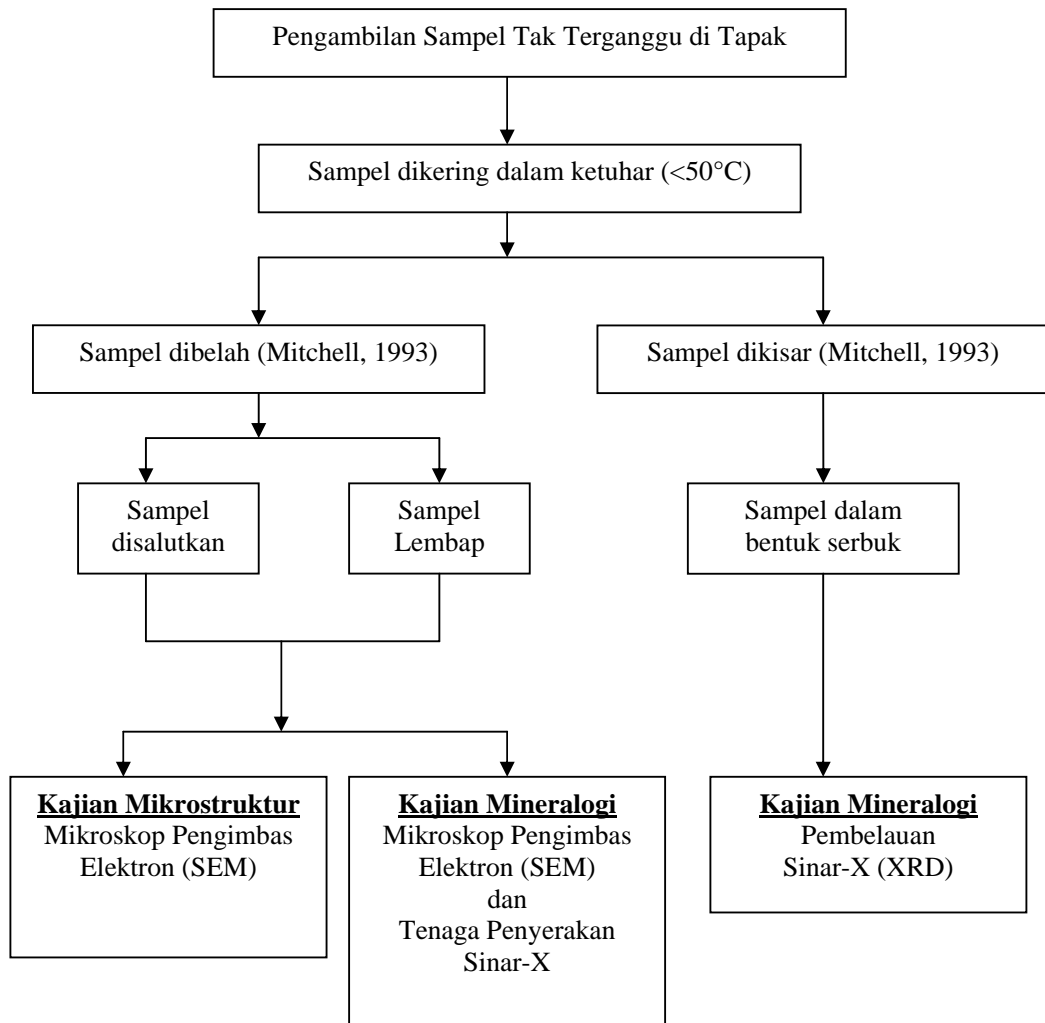 Pengambilan Sampel Tak Terganggu di Tapak
Sampel dikering dalam ketuhar (<50°C)
Sampel dibelah (Mitchell, 1993)
Sampel dikisar (Mitchell, 1993)
Sampel
disalutkan
Sampel
Lembap
Sampel dalam
bentuk serbuk
Kajian Mikrostruktur
Mikroskop Pengimbas
Elektron (SEM)
Kajian Mineralogi
Mikroskop Pengimbas
Elektron (SEM)
dan
Tenaga Penyerakan
Sinar-X
Kajian Mineralogi
Pembelauan
Sinar-X (XRD)